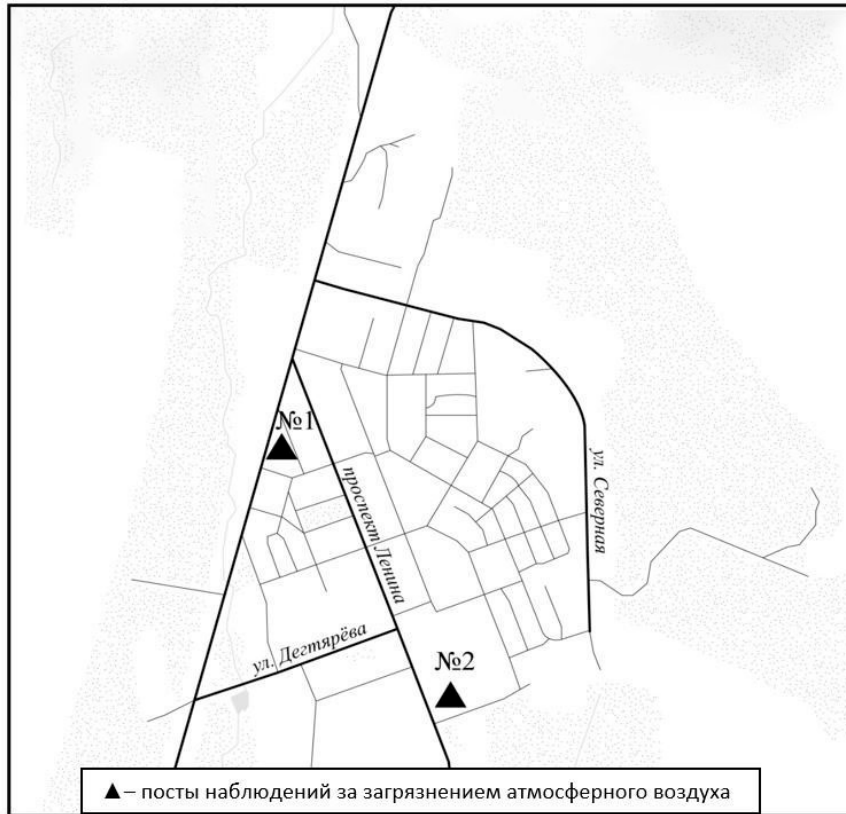 №1
ул. Северная
проспект Ленина
ул. Дегтярёва
№2
▲ – посты наблюдений за загрязнением атмосферного воздуха